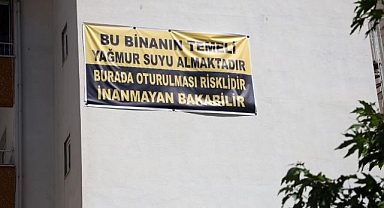 BU BİNANIN TEMELİ
YAĞMUR SUYU ALMAKTADIR
BURADA OTURULMASI RİSKLİDİR
İNANMAYAN BAKABİLİR